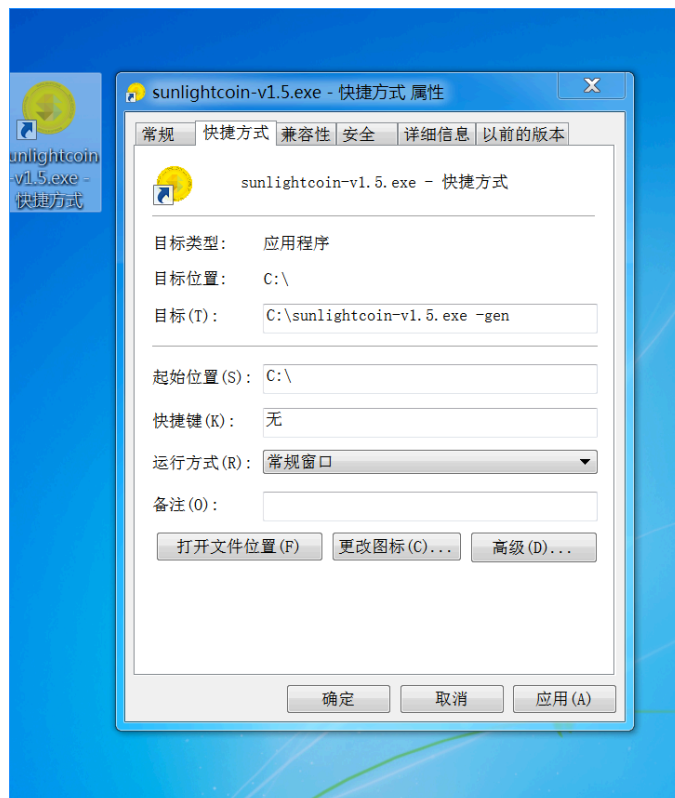 unlightcoin
-v1.5.exe -
快捷方式
sunlightcoin-v1.5.exe - 快捷方式 属性
常规 快捷方式 兼容性 安全 详细信息 以前的版本
sunlightcoin-v1.5.exe - 快捷方式
目标类型: 应用程序
目标位置: C:\
目标(T): C:\sunlightcoin-v1.5.exe -gen
起始位置(S): C:\
快捷键(K): 无
运行方式(R): 常规窗口
备注(O):
打开文件位置(F) 更改图标(C)... 高级(D)...
确定 取消 应用(A)